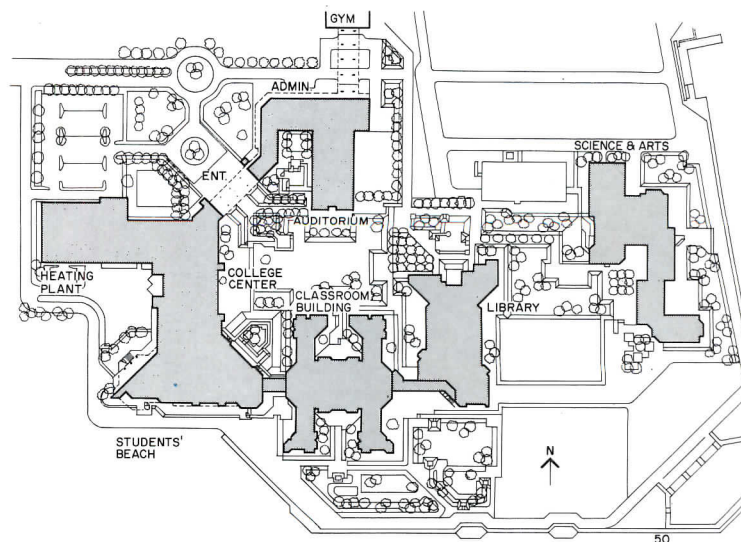 GYM
ADMIN
SCIENCE & ARTS
ENT.
AUDITORIUM
HEATING
PLANT
COLLEGE
CENTER
CLASSROOM
BUILDING
LIBRARY
STUDENTS'
BEACH
N
50